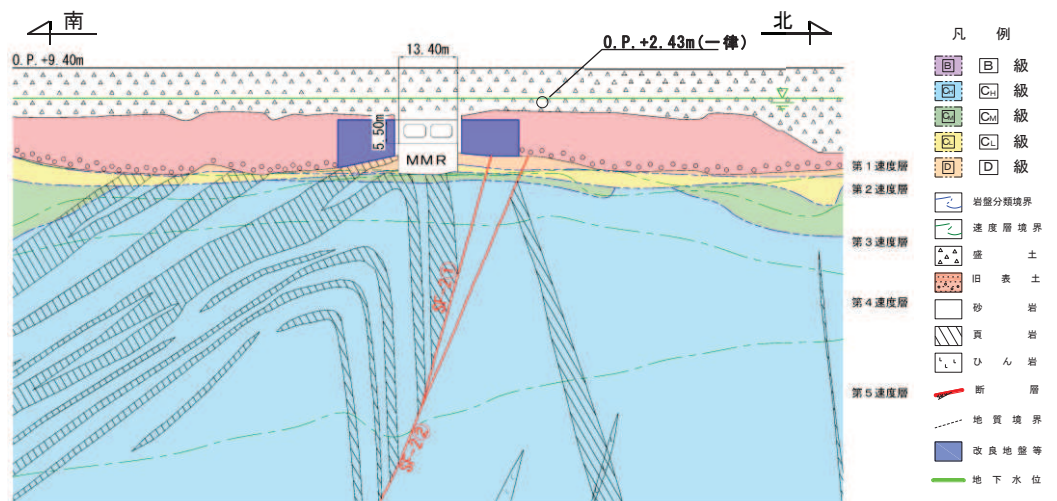 南
北
O.P.+9.40m
13.40m
O.P.+2.43m(一律)
5.50m
MMR
第1速度層
第2速度層
第3速度層
第4速度層
第5速度層
凡 例
B B 級
CH CH 級
CM CM 級
CL CL 級
D D 級
岩盤分類境界
速度層境界
盛土
旧表土
砂岩
頁岩
ひん岩
断層
地質境界
改良地盤等
地下水位